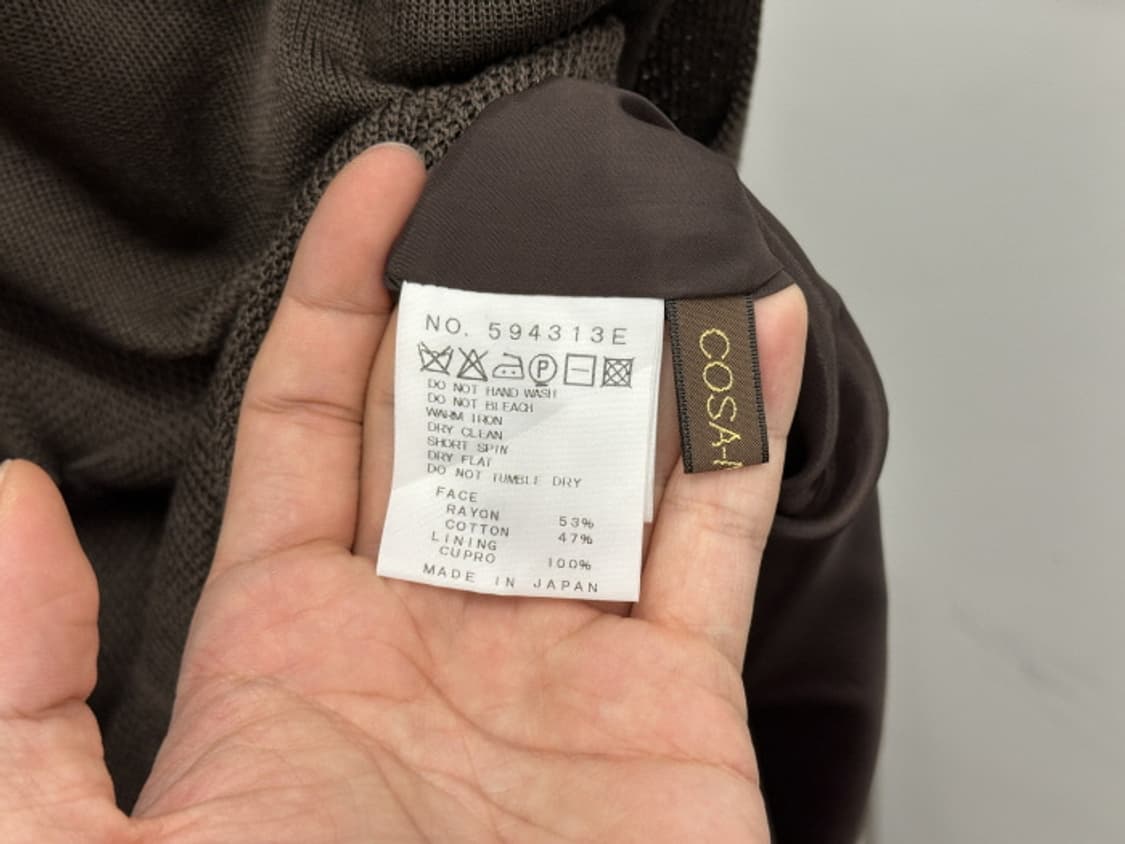 NO. 594313E
P
DO NOT HAND WASH
DO NOT BLEACH
WARM IRON
DRY CLEAN
SHORT SPIN
DRY FLAT
DO NOT TUMBLE DRY
FACE
RAYON 53%
COTTON 47%
LINING
CUPRO 100%
MADE IN JAPAN
COSA-